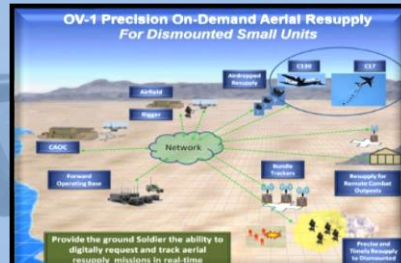 OV-1 Precision On-Demand Aerial Resupply
For Dismounted Small Units
Airdropped
Resupply
C130
C17
Airfield
Rigger
CAOC
Network
Forward
Operating Base
Bundle
Trackers
Resupply for
Remote Combat
Outposts
Provide the ground Soldier the ability to
digitally request and track aerial
resupply missions in real-time
Precise and
Timely Resupply
to Dismounted